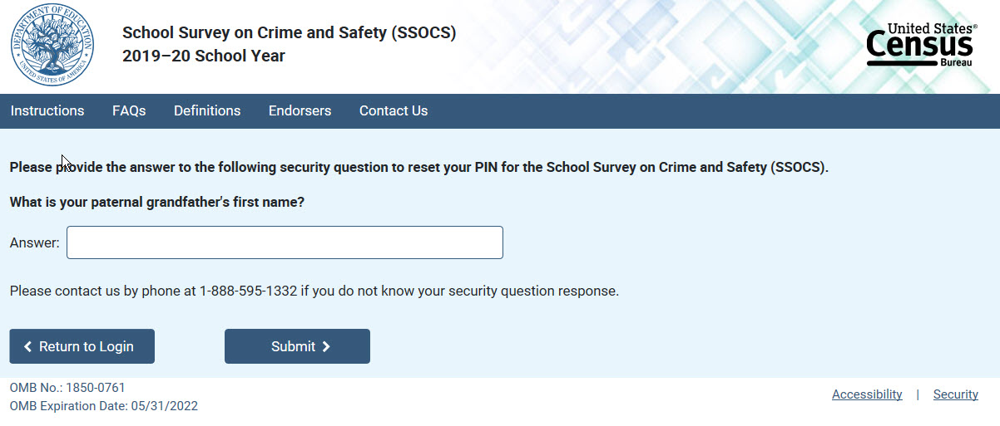 DEPARTMENT OF EDUCATION
UNITED STATES OF AMERICA
School Survey on Crime and Safety (SSOCS)
2019–20 School Year
United States®
Census
Bureau
Instructions FAQs Definitions Endorsers Contact Us
Please provide the answer to the following security question to reset your PIN for the School Survey on Crime and Safety (SSOCS).
What is your paternal grandfather's first name?
Answer:
Please contact us by phone at 1-888-595-1332 if you do not know your security question response.
Return to Login Submit
OMB No.: 1850-0761
OMB Expiration Date: 05/31/2022
Accessibility | Security